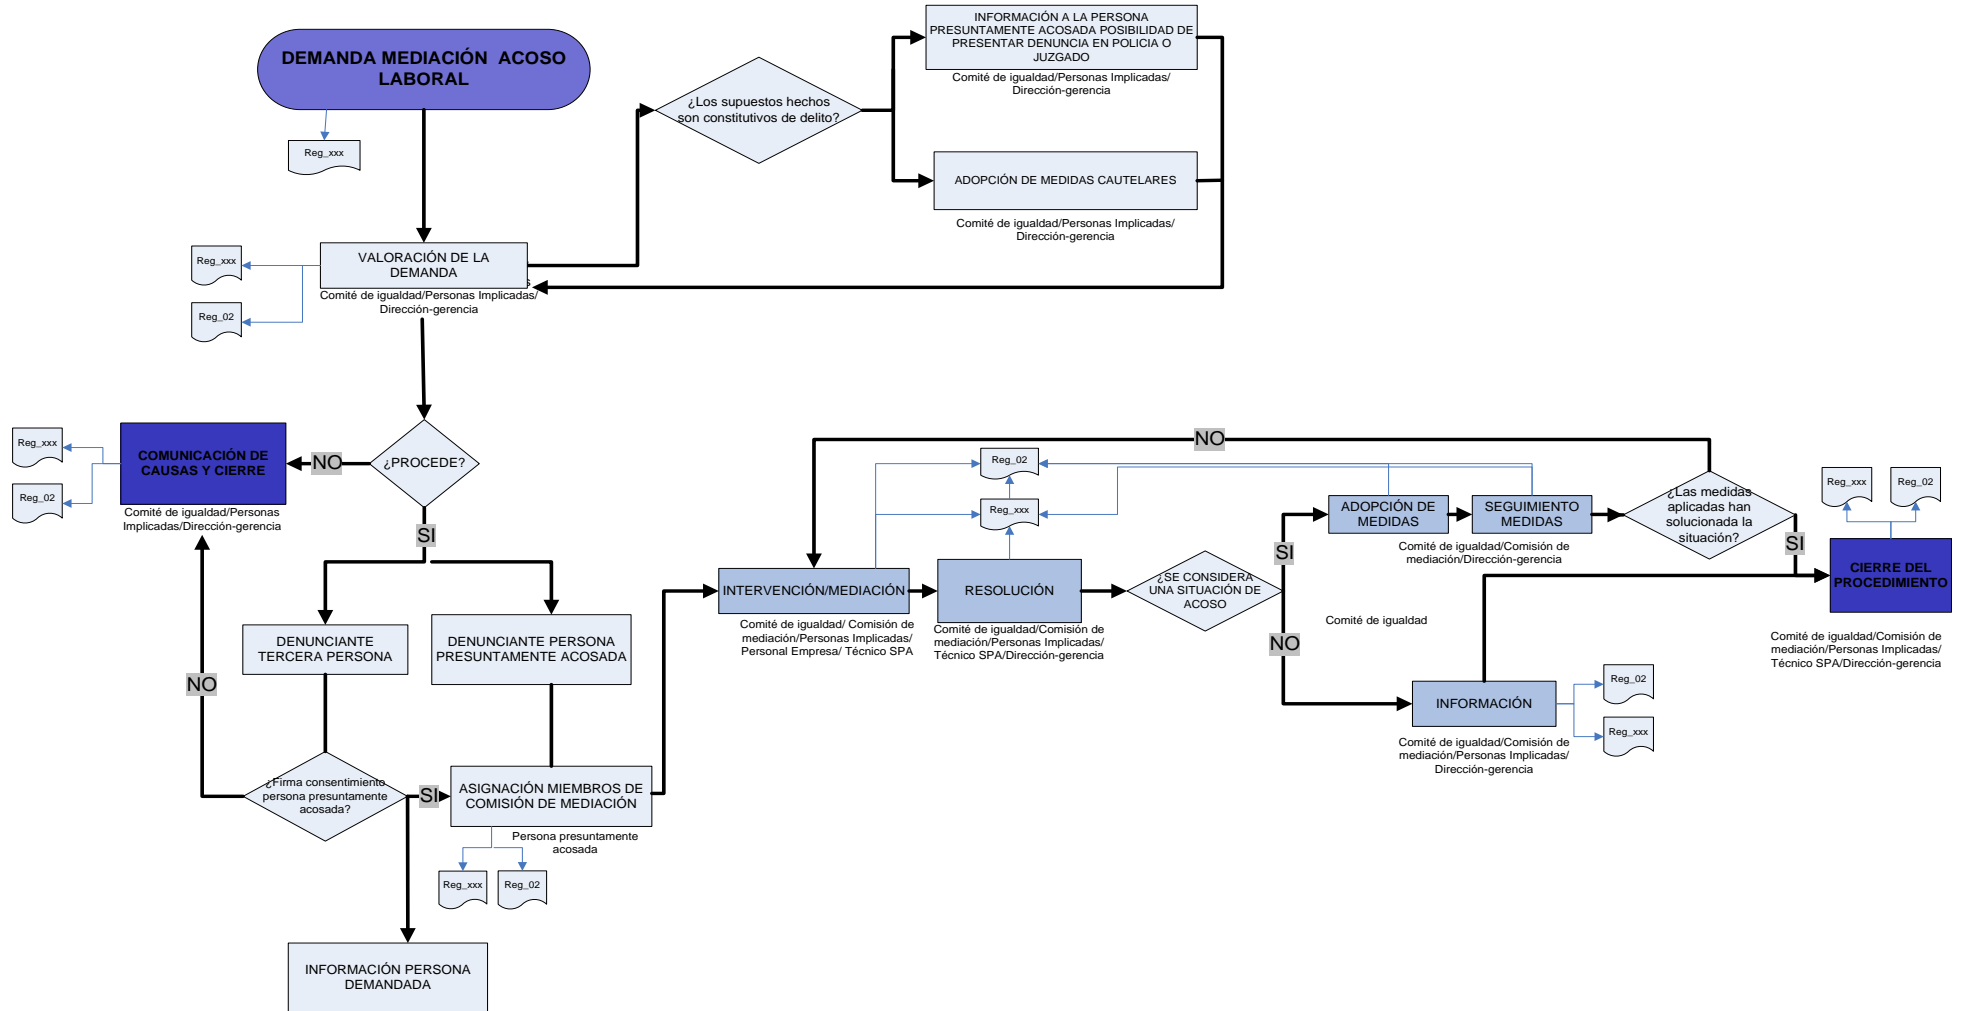 DEMANDA MEDIACIÓN ACOSO
LABORAL
Reg_xxx
¿Los supuestos hechos
son constitutivos de delito?
INFORMACIÓN A LA PERSONA
PRESUNTAMENTE ACOSADA POSIBILIDAD DE
PRESENTAR DENUNCIA EN POLICIA O
JUZGADO
Comité de igualdad/Personas Implicadas/
Dirección-gerencia
ADOPCIÓN DE MEDIDAS CAUTELARES
Comité de igualdad/Personas Implicadas/
Dirección-gerencia
VALORACIÓN DE LA
DEMANDA
Comité de igualdad/Personas Implicadas/
Dirección-gerencia
Reg_xxx
Reg_02
¿PROCEDE?
NO
COMUNICACIÓN DE
CAUSAS Y CIERRE
Comité de igualdad/Personas
Implicadas/Dirección-gerencia
Reg_xxx
Reg_02
SI
DENUNCIANTE
TERCERA PERSONA
DENUNCIANTE PERSONA
PRESUNTAMENTE ACOSADA
NO
¿Firma consentimiento
persona presuntamente
acosada?
SI
ASIGNACIÓN MIEMBROS DE
COMISIÓN DE MEDIACIÓN
Persona presuntamente
acosada
Reg_xxx
Reg_02
INFORMACIÓN PERSONA
DEMANDADA
INTERVENCIÓN/MEDIACIÓN
Comité de igualdad/ Comisión de
mediación/Personas Implicadas/
Personal Empresa/ Técnico SPA
RESOLUCIÓN
Comité de igualdad/Comisión de
mediación/Personas Implicadas/
Técnico SPA/Dirección-gerencia
Reg_02
Reg_xxx
NO
¿SE CONSIDERA
UNA SITUACIÓN DE
ACOSO
SI
ADOPCIÓN DE
MEDIDAS
SEGUIMIENTO
MEDIDAS
Comité de igualdad/Comisión de
mediación/Dirección-gerencia
¿Las medidas
aplicadas han
solucionada la
situación?
SI
Comité de igualdad
NO
INFORMACIÓN
Comité de igualdad/Comisión de
mediación/Personas Implicadas/
Dirección-gerencia
Reg_02
Reg_xxx
Reg_xxx
Reg_02
CIERRE DEL
PROCEDIMIENTO
Comité de igualdad/Comisión de
mediación/Personas Implicadas/
Técnico SPA/Dirección-gerencia